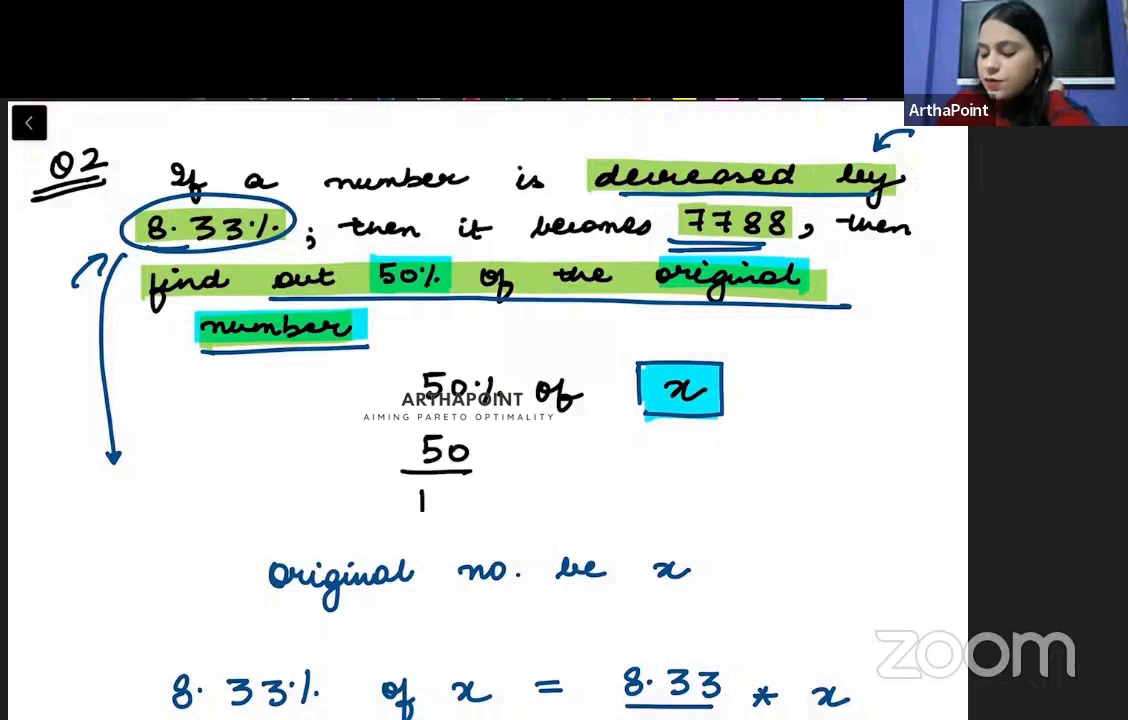 ArthaPoint
Q2 If a number is decreased by
8.33%; then it becomes 7788, then
find out 50% of the original
number
50% of x
ARTHAPOINT
AIMING PARETO OPTIMALITY
50
1
original no. be x
zoom
8.33% of x = 8.33 * x